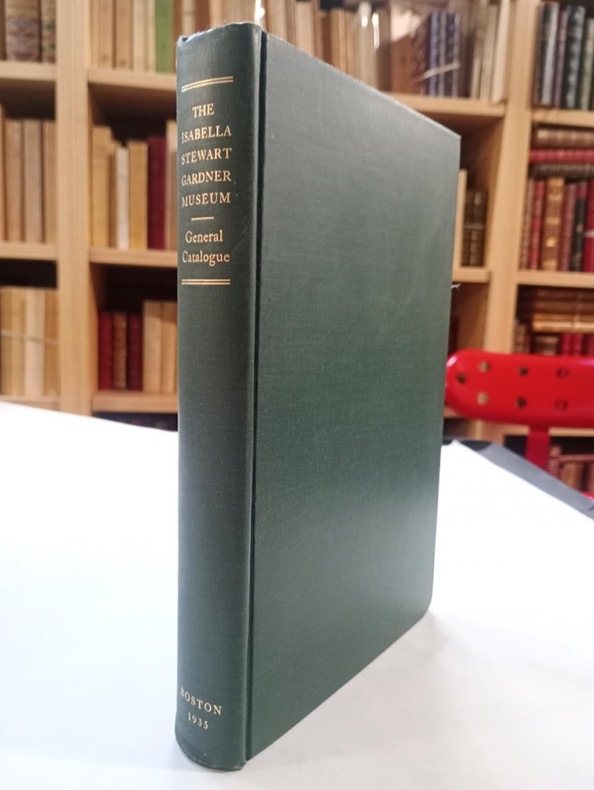 THE
ISABELLA
STEWART
GARDNER
MUSEUM
General
Catalogue
BOSTON
1935